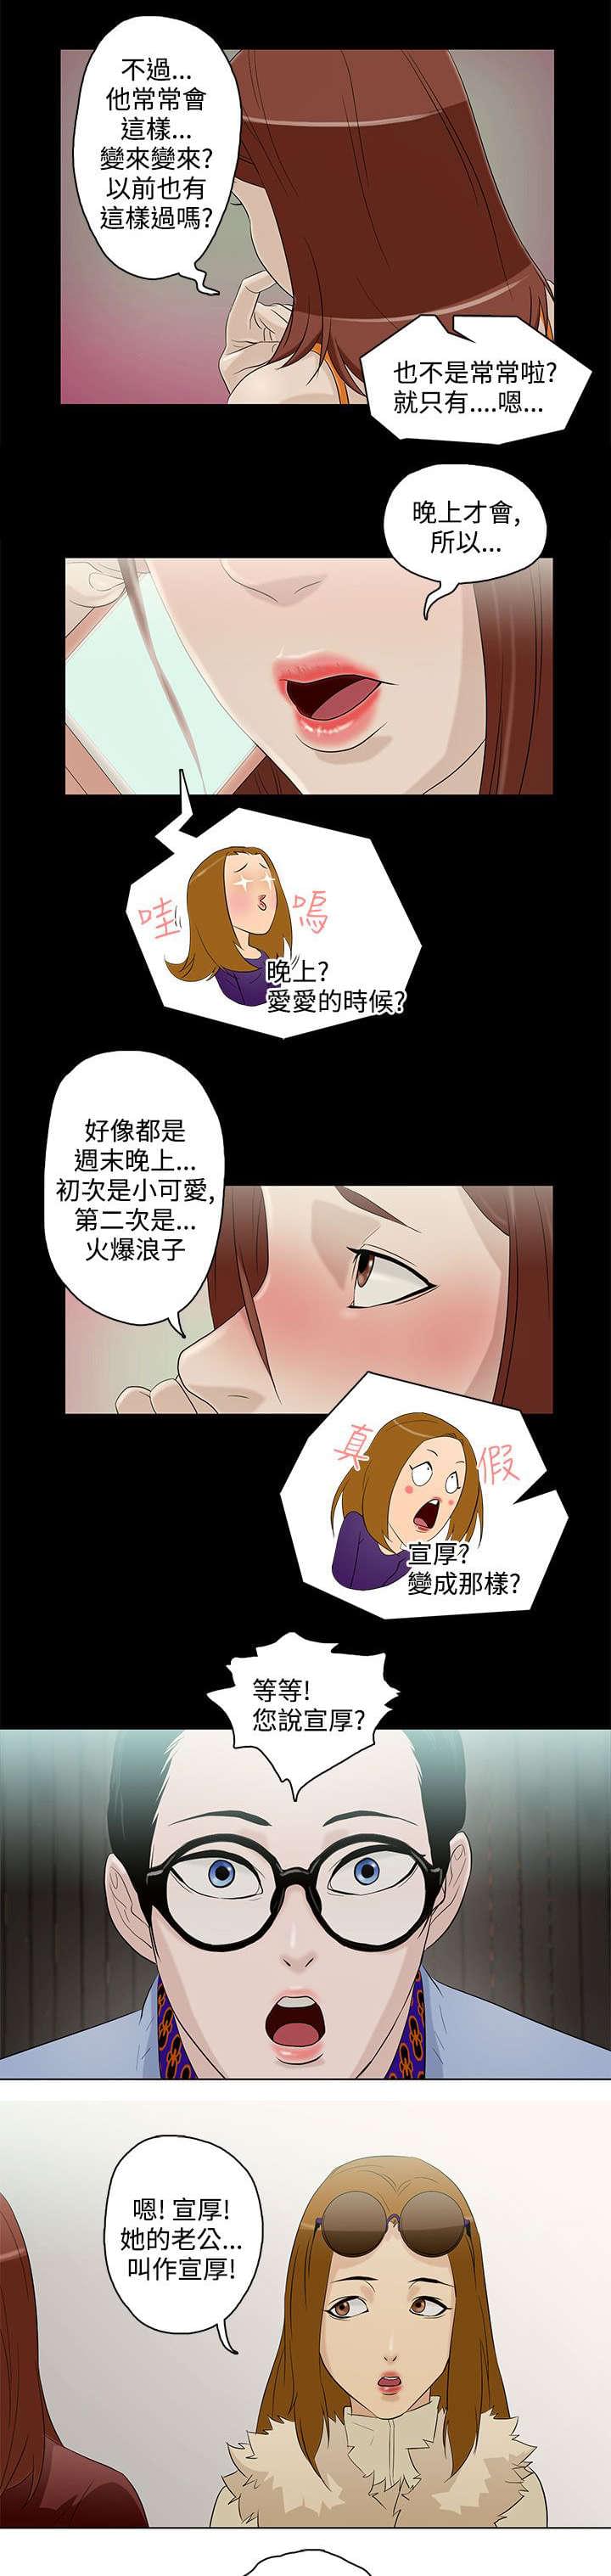 不過...
他常常會
這樣...
變來變來?
以前也有
這樣過嗎?
也不是常常啦?
就只有....嗯...
晚上才會,
所以...
哇 嗚
晚上?
愛愛的時候?
好像都是
週末晚上...
初次是小可愛,
第二次是...
火爆浪子
真 假
宣厚?
變成那樣?
等等!
您說宣厚?
嗯! 宣厚!
她的老公...
叫作宣厚!